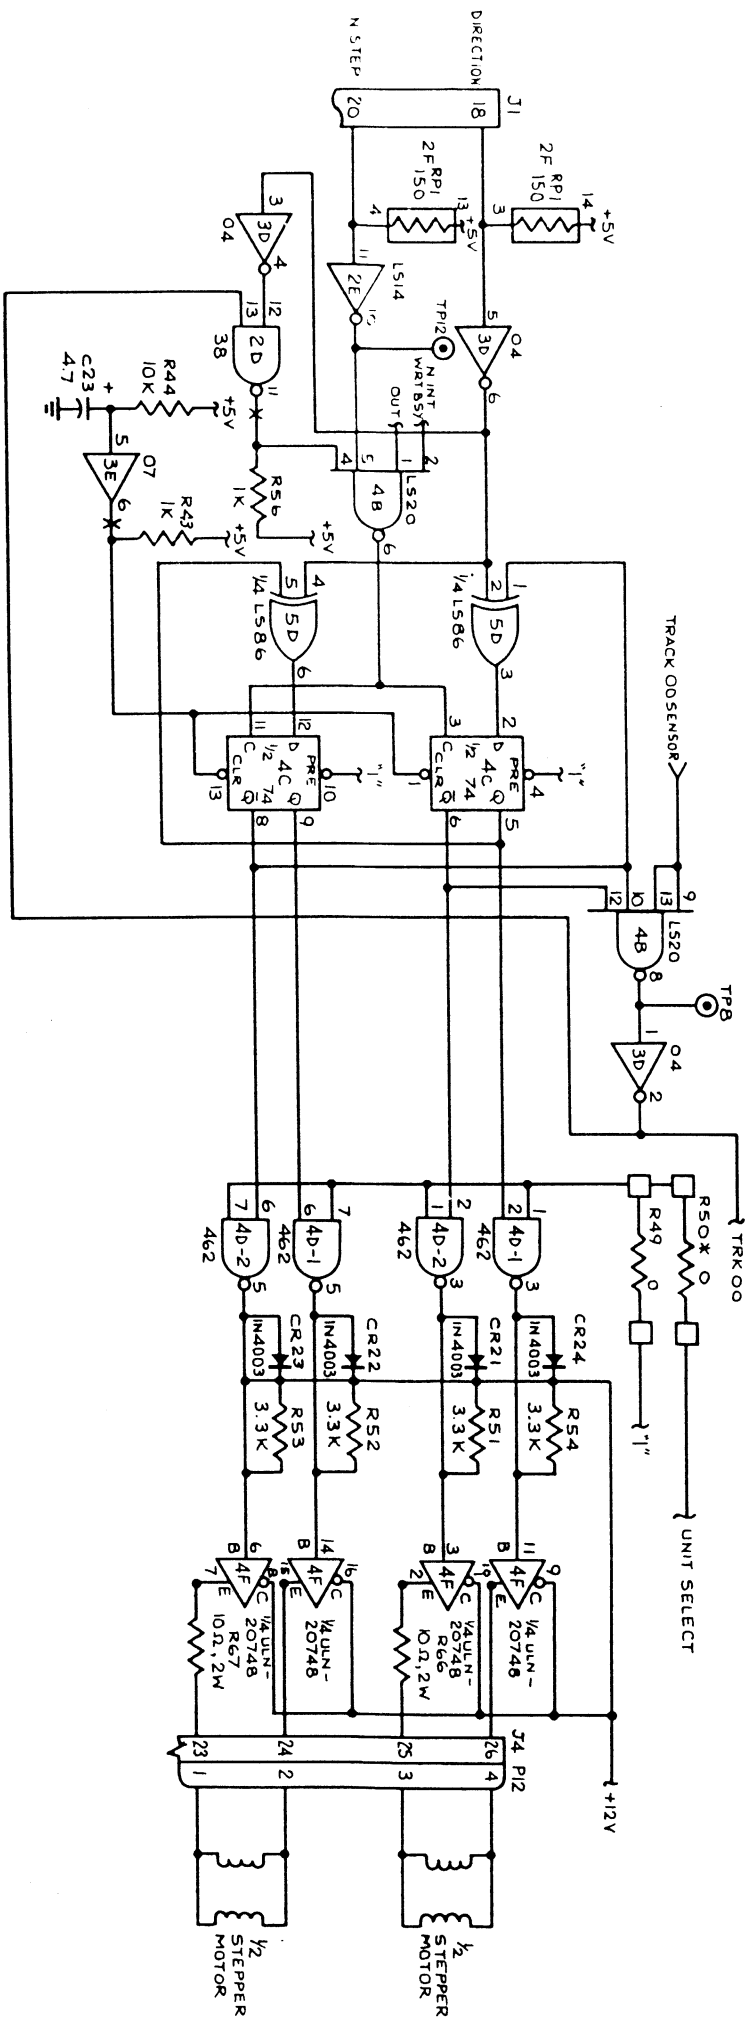 DIRECTION
N STEP
J1
18
20
2F RP1
150
14
+5V
3
2F RP1
150
13
+5V
4
LS14
11
2E
10
TP12
5
04
3D
6
3
3D
04
4
12
13
2D
38
11
N INT
WRT BSY
OUT
2
1
5
4
LS20
4B
6
+5V
R44
10K
C23
4.7
+
5
07
3E
6
R43
1K
+5V
R56
1K
+5V
1
2
5D
3
1/4 LS86
4
5
5D
6
1/4 LS86
TRACK 00 SENSOR
2
3
D
C
PRE
4
"1"
1/2
4C
74
CLR
1
Q
5
Q̅
6
12
11
D
C
PRE
10
"1"
1/2
4C
74
CLR
13
Q
9
Q̅
8
9
13
10
12
LS20
4B
8
TP8
1
04
3D
2
TRK 00
R50* 0
R49 0
"1"
UNIT SELECT
1
2
4D-1
462
3
2
1
4D-2
462
3
7
6
4D-1
462
5
6
7
4D-2
462
5
CR24
IN4003
R54
3.3K
CR21
IN4003
R51
3.3K
CR22
IN4003
R52
3.3K
CR23
IN4003
R53
3.3K
11
B
4F
9
C
E
1/4 ULN-
20748
3
B
4F
C
2
E
1/4 ULN-
20748
R66
10Ω, 2W
14
B
4F
16
C
15
E
1/4 ULN-
20748
6
B
4F
8
C
7
E
1/4 ULN-
20748
R67
10Ω, 2W
+12V
J4 P12
26 4
25 3
24 2
23 1
1/2
STEPPER
MOTOR
1/2
STEPPER
MOTOR